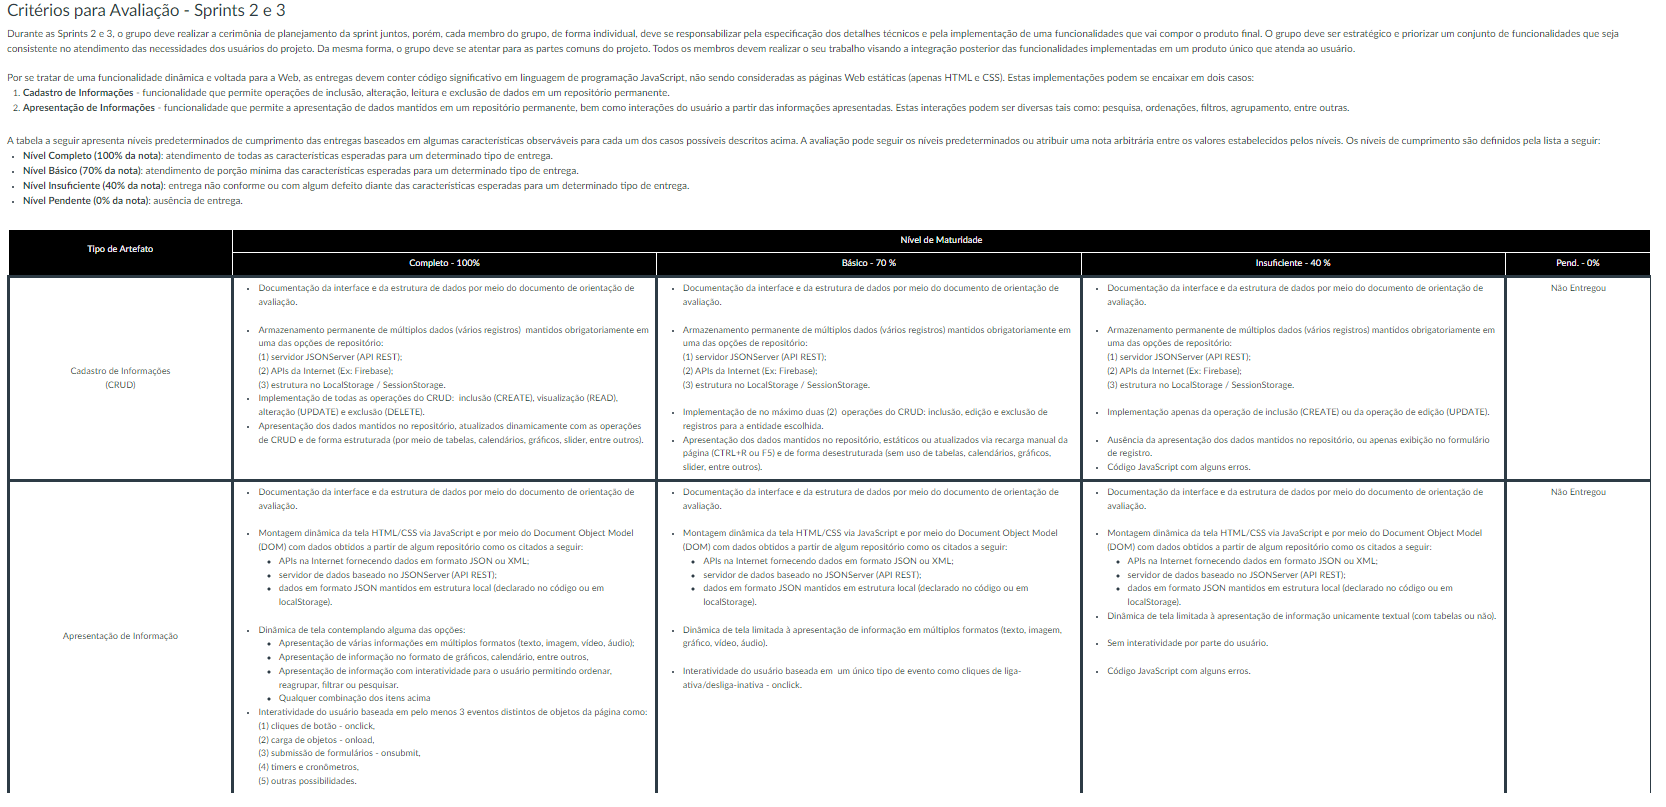 Critérios para Avaliação - Sprints 2 e 3
Durante as Sprints 2 e 3, o grupo deve realizar a cerimônia de planejamento da sprint juntos, porém, cada membro do grupo, de forma individual, deve se responsabilizar pela especificação dos detalhes técnicos e pela implementação de uma funcionalidades que vai compor o produto final. O grupo deve ser estratégico e priorizar um conjunto de funcionalidades que seja
consistente no atendimento das necessidades dos usuários do projeto. Da mesma forma, o grupo deve se atentar para as partes comuns do projeto. Todos os membros devem realizar o seu trabalho visando a integração posterior das funcionalidades implementadas em um produto único que atenda ao usuário.
Por se tratar de uma funcionalidade dinâmica e voltada para a Web, as entregas devem conter código significativo em linguagem de programação JavaScript, não sendo consideradas as páginas Web estáticas (apenas HTML e CSS). Estas implementações podem se encaixar em dois casos:
1. Cadastro de Informações - funcionalidade que permite operações de inclusão, alteração, leitura e exclusão de dados em um repositório permanente.
2. Apresentação de Informações - funcionalidade que permite a apresentação de dados mantidos em um repositório permanente, bem como interações do usuário a partir das informações apresentadas. Estas interações podem ser diversas tais como: pesquisa, ordenações, filtros, agrupamento, entre outras.
A tabela a seguir apresenta níveis predeterminados de cumprimento das entregas baseados em algumas características observáveis para cada um dos casos possíveis descritos acima. A avaliação pode seguir os níveis predeterminados ou atribuir uma nota arbitrária entre os valores estabelecidos pelos níveis. Os níveis de cumprimento são definidos pela lista a seguir:
• Nível Completo (100% da nota): atendimento de todas as características esperadas para um determinado tipo de entrega.
• Nível Básico (70% da nota): atendimento de porção mínima das características esperadas para um determinado tipo de entrega.
• Nível Insuficiente (40% da nota): entrega não conforme ou com algum defeito diante das características esperadas para um determinado tipo de entrega.
• Nível Pendente (0% da nota): ausência de entrega.
Tipo de Artefato
Nível de Maturidade
Completo - 100%
Básico - 70 %
Insuficiente - 40 %
Pend. - 0%
Cadastro de Informações
(CRUD)
• Documentação da interface e da estrutura de dados por meio do documento de orientação de
avaliação.
• Armazenamento permanente de múltiplos dados (vários registros) mantidos obrigatoriamente em
uma das opções de repositório:
(1) servidor JSONServer (API REST);
(2) APIs da Internet (Ex: Firebase);
(3) estrutura no LocalStorage / SessionStorage.
• Implementação de todas as operações do CRUD: inclusão (CREATE), visualização (READ),
alteração (UPDATE) e exclusão (DELETE).
• Apresentação dos dados mantidos no repositório, atualizados dinamicamente com as operações
de CRUD e de forma estruturada (por meio de tabelas, calendários, gráficos, slider, entre outros).
• Documentação da interface e da estrutura de dados por meio do documento de orientação de
avaliação.
• Armazenamento permanente de múltiplos dados (vários registros) mantidos obrigatoriamente em
uma das opções de repositório:
(1) servidor JSONServer (API REST);
(2) APIs da Internet (Ex: Firebase);
(3) estrutura no LocalStorage / SessionStorage.
• Implementação de no máximo duas (2) operações do CRUD: inclusão, edição e exclusão de
registros para a entidade escolhida.
• Apresentação dos dados mantidos no repositório, estáticos ou atualizados via recarga manual da
página (CTRL+R ou F5) e de forma desestruturada (sem uso de tabelas, calendários, gráficos,
slider, entre outros).
• Documentação da interface e da estrutura de dados por meio do documento de orientação de
avaliação.
• Armazenamento permanente de múltiplos dados (vários registros) mantidos obrigatoriamente em
uma das opções de repositório:
(1) servidor JSONServer (API REST);
(2) APIs da Internet (Ex: Firebase);
(3) estrutura no LocalStorage / SessionStorage.
• Implementação apenas da operação de inclusão (CREATE) ou da operação de edição (UPDATE).
• Ausência da apresentação dos dados mantidos no repositório, ou apenas exibição no formulário
de registro.
• Código JavaScript com alguns erros.
Não Entregou
Apresentação de Informação
• Documentação da interface e da estrutura de dados por meio do documento de orientação de
avaliação.
• Montagem dinâmica da tela HTML/CSS via JavaScript e por meio do Document Object Model
(DOM) com dados obtidos a partir de algum repositório como os citados a seguir:
• APIs na Internet fornecendo dados em formato JSON ou XML;
• servidor de dados baseado no JSONServer (API REST);
• dados em formato JSON mantidos em estrutura local (declarado no código ou em
localStorage).
• Dinâmica de tela contemplando alguma das opções:
• Apresentação de várias informações em múltiplos formatos (texto, imagem, vídeo, áudio);
• Apresentação de informação no formato de gráficos, calendário, entre outros,
• Apresentação de informação com interatividade para o usuário permitindo ordenar,
reagrupar, filtrar ou pesquisar.
• Qualquer combinação dos itens acima
• Interatividade do usuário baseada em pelo menos 3 eventos distintos de objetos da página como:
(1) cliques de botão - onclick,
(2) carga de objetos - onload,
(3) submissão de formulários - onsubmit,
(4) timers e cronômetros,
(5) outras possibilidades.
• Documentação da interface e da estrutura de dados por meio do documento de orientação de
avaliação.
• Montagem dinâmica da tela HTML/CSS via JavaScript e por meio do Document Object Model
(DOM) com dados obtidos a partir de algum repositório como os citados a seguir:
• APIs na Internet fornecendo dados em formato JSON ou XML;
• servidor de dados baseado no JSONServer (API REST);
• dados em formato JSON mantidos em estrutura local (declarado no código ou em
localStorage).
• Dinâmica de tela limitada à apresentação de informação em múltiplos formatos (texto, imagem,
gráfico, vídeo, áudio).
• Interatividade do usuário baseada em um único tipo de evento como cliques de liga-
ativa/desliga-inativa - onclick.
• Documentação da interface e da estrutura de dados por meio do documento de orientação de
avaliação.
• Montagem dinâmica da tela HTML/CSS via JavaScript e por meio do Document Object Model
(DOM) com dados obtidos a partir de algum repositório como os citados a seguir:
• APIs na Internet fornecendo dados em formato JSON ou XML;
• servidor de dados baseado no JSONServer (API REST);
• dados em formato JSON mantidos em estrutura local (declarado no código ou em
localStorage).
• Dinâmica de tela limitada à apresentação de informação unicamente textual (com tabelas ou não).
• Sem interatividade por parte do usuário.
• Código JavaScript com alguns erros.
Não Entregou